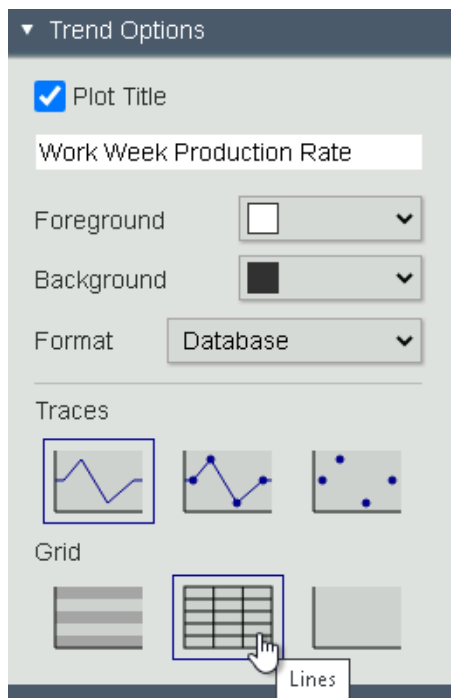 Trend Options
Plot Title
Work Week Production Rate
Foreground
Background
Format Database
Traces
Grid
Lines